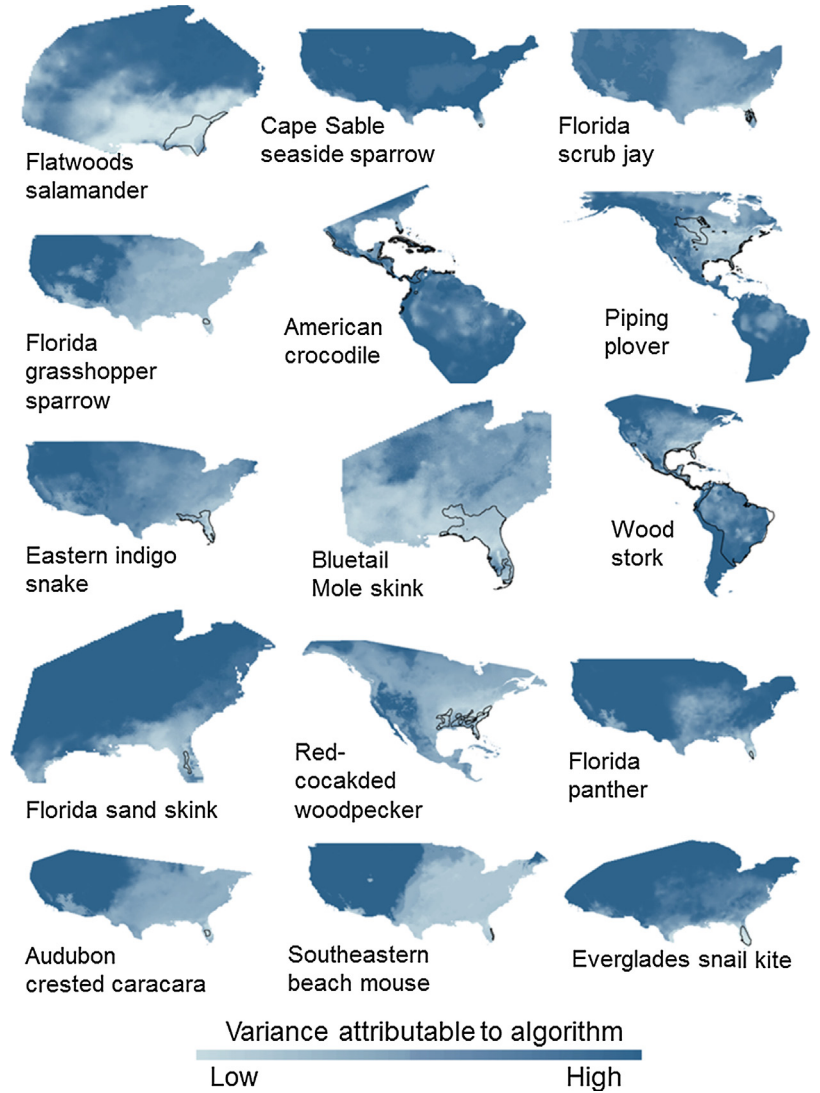 Flatwoods
salamander
Cape Sable
seaside sparrow
Florida
scrub jay
Florida
grasshopper
sparrow
American
crocodile
Piping
plover
Eastern indigo
snake
Bluetail
Mole skink
Wood
stork
Florida sand skink
Red-
cocakded
woodpecker
Florida
panther
Audubon
crested caracara
Southeastern
beach mouse
Everglades snail kite
Variance attributable to algorithm
Low High